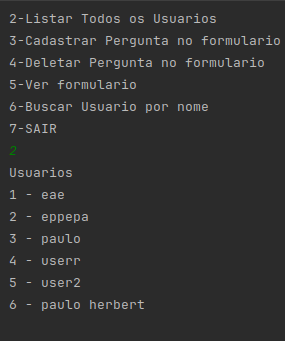 2-Listar Todos os Usuarios
3-Cadastrar Pergunta no formulario
4-Deletar Pergunta no formulario
5-Ver formulario
6-Buscar Usuario por nome
7-SAIR
2
Usuarios
1 - eae
2 - eppepa
3 - paulo
4 - userr
5 - user2
6 - paulo herbert